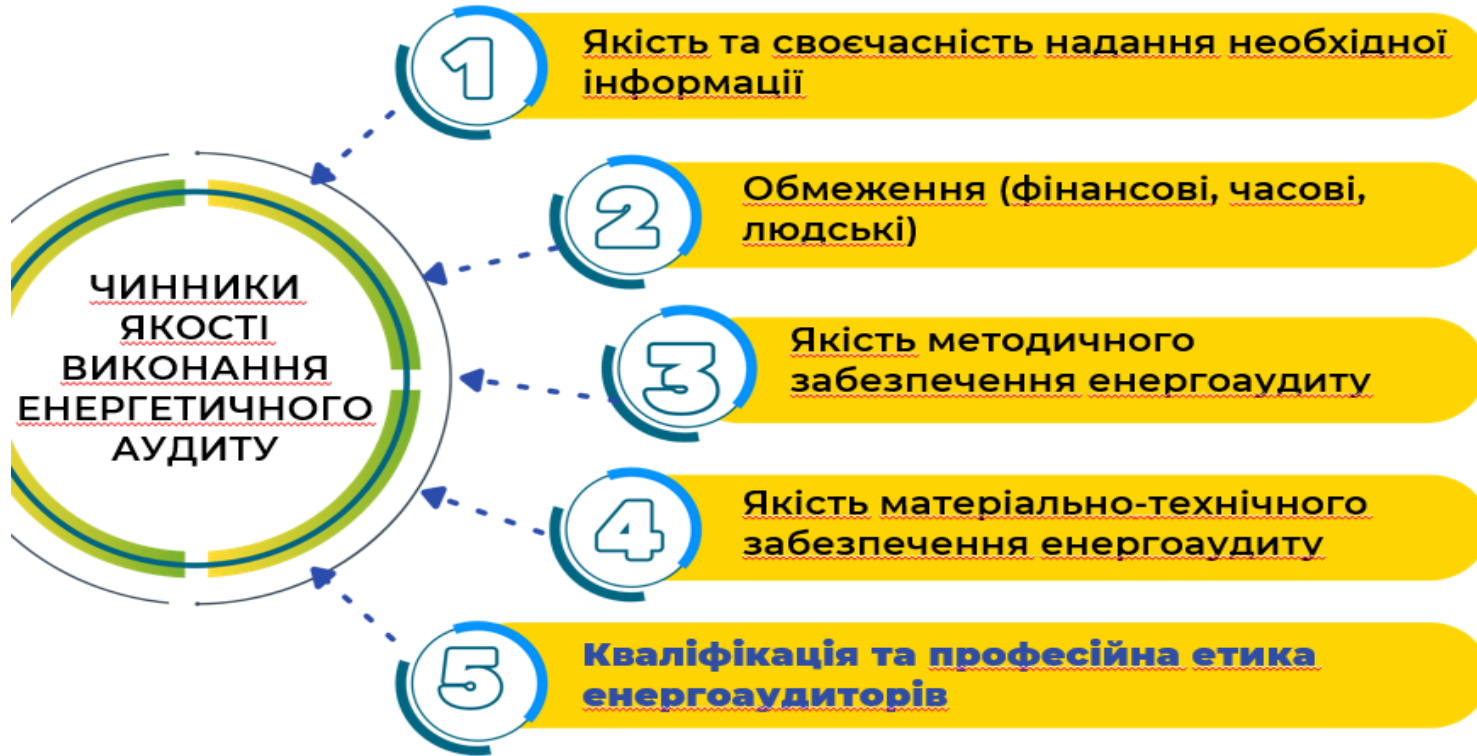 1
Якість та своєчасність надання необхідної
інформації
2
Обмеження (фінансові, часові,
людські)
ЧИННИКИ
ЯКОСТІ
ВИКОНАННЯ
ЕНЕРГЕТИЧНОГО
АУДИТУ
3
Якість методичного
забезпечення енергоаудиту
4
Якість матеріально-технічного
забезпечення енергоаудиту
5
Кваліфікація та професійна етика
енергоаудиторів